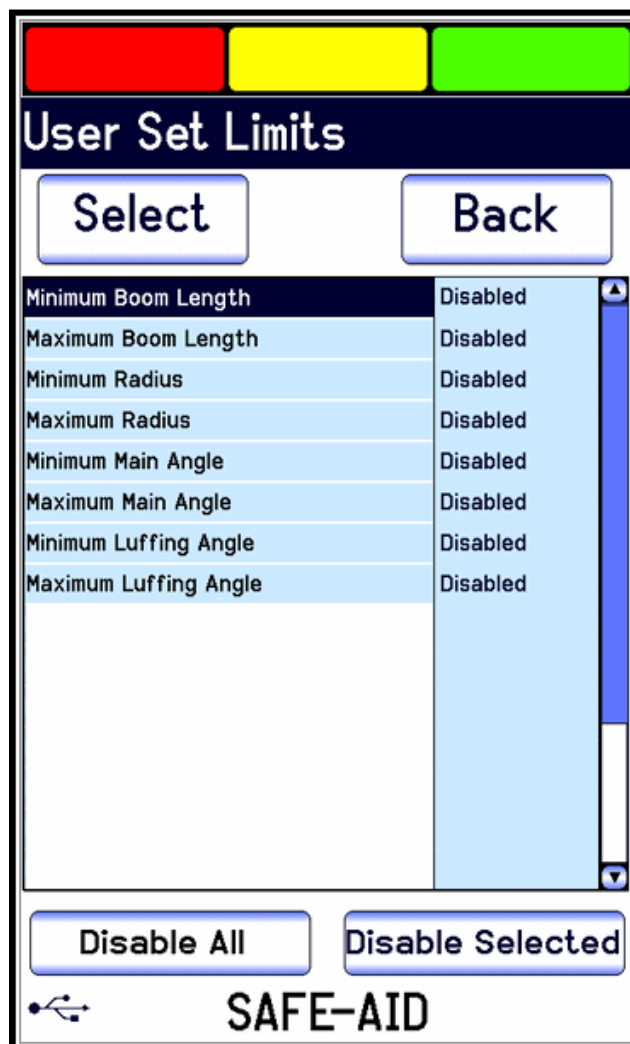 User Set Limits
Select Back
Minimum Boom Length Disabled
Maximum Boom Length Disabled
Minimum Radius Disabled
Maximum Radius Disabled
Minimum Main Angle Disabled
Maximum Main Angle Disabled
Minimum Luffing Angle Disabled
Maximum Luffing Angle Disabled
Disable All Disable Selected
SAFE-AID